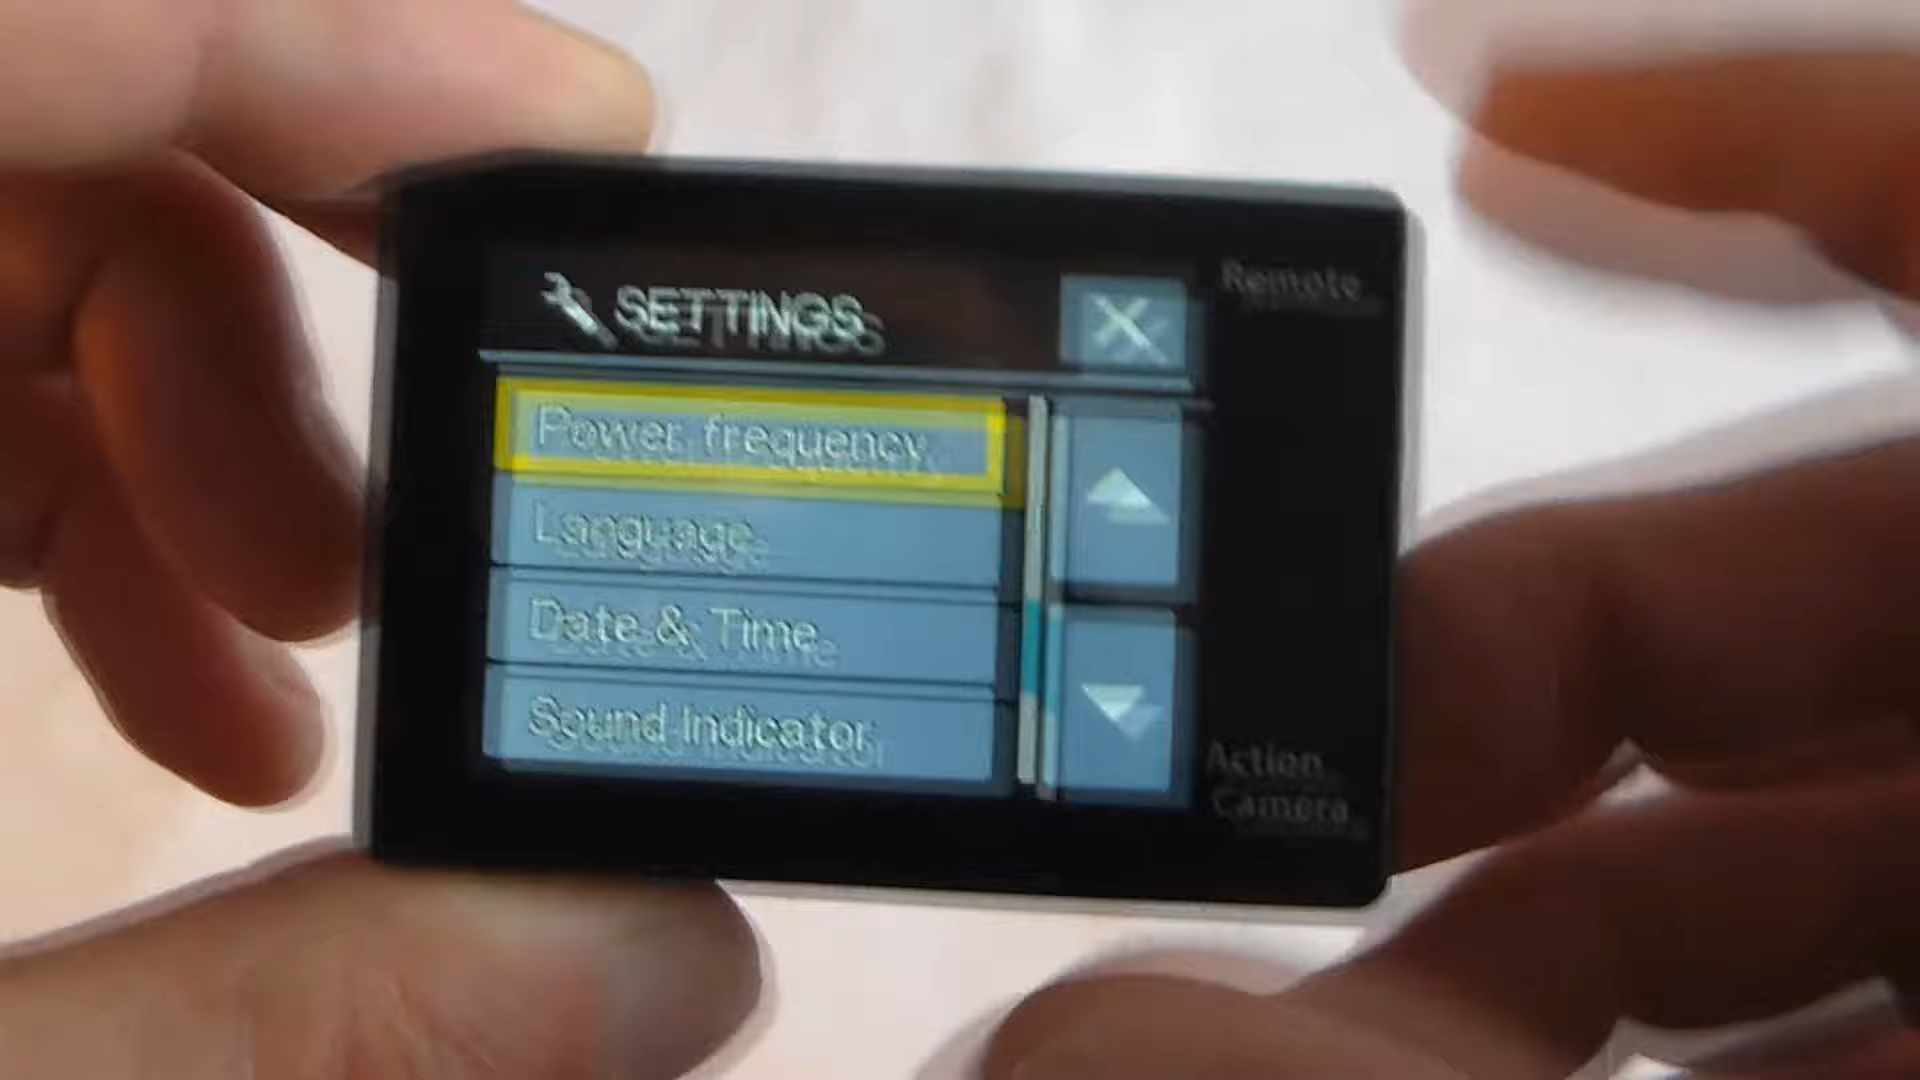 SETTINGS
Remote
Power frequency
Language
Date & Time
Sound Indicator
Action
Camera